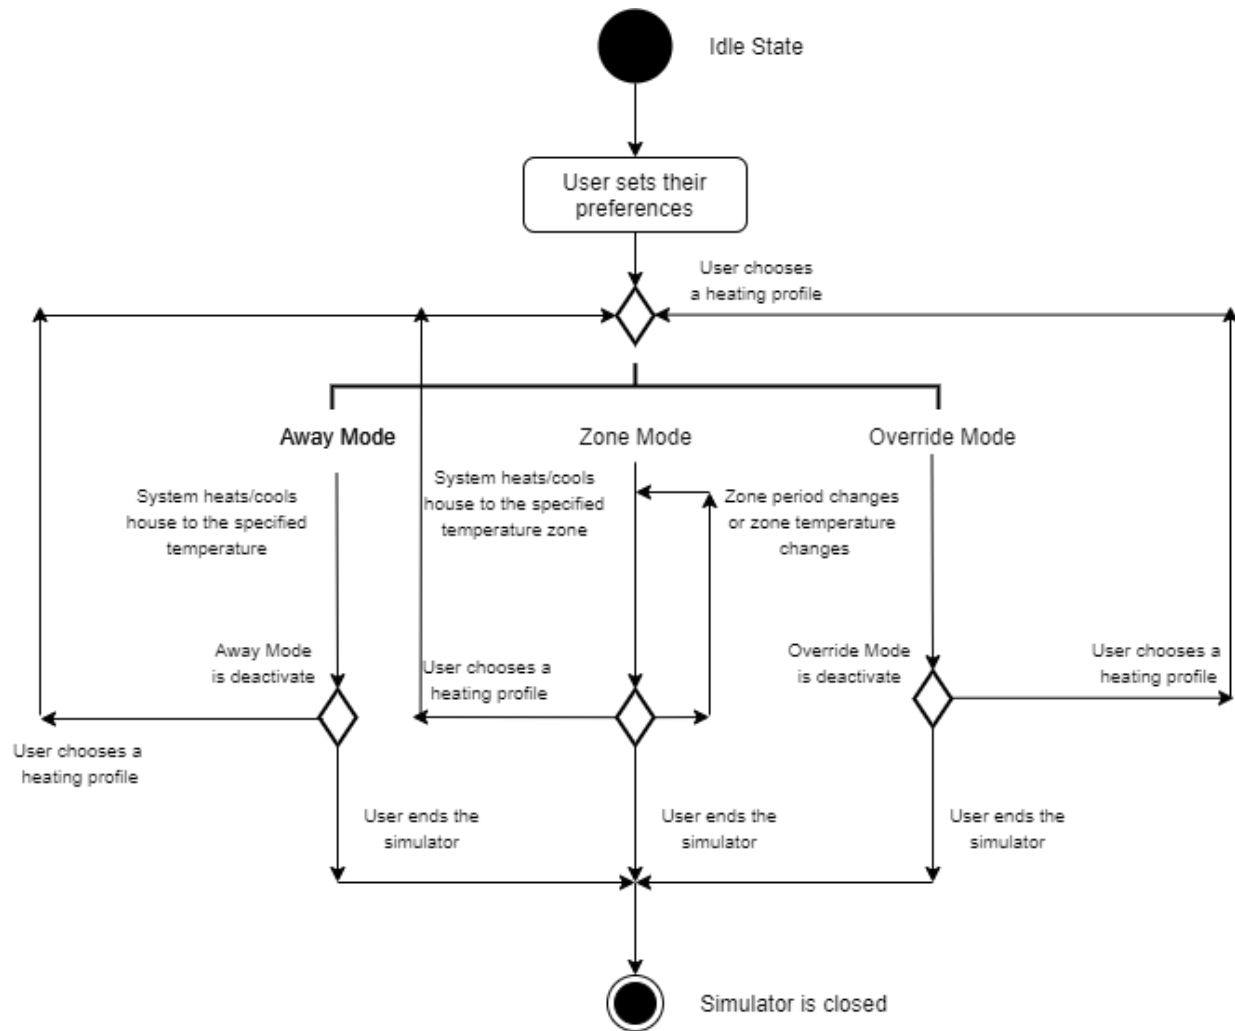 Idle State
User sets their
preferences
User chooses
a heating profile
Away Mode
Zone Mode
Override Mode
System heats/cools
house to the specified
temperature
System heats/cools
house to the specified
temperature zone
Zone period changes
or zone temperature
changes
Away Mode
is deactivate
User chooses a
heating profile
Override Mode
is deactivate
User chooses a
heating profile
User chooses a
heating profile
User ends the
simulator
User ends the
simulator
User ends the
simulator
Simulator is closed